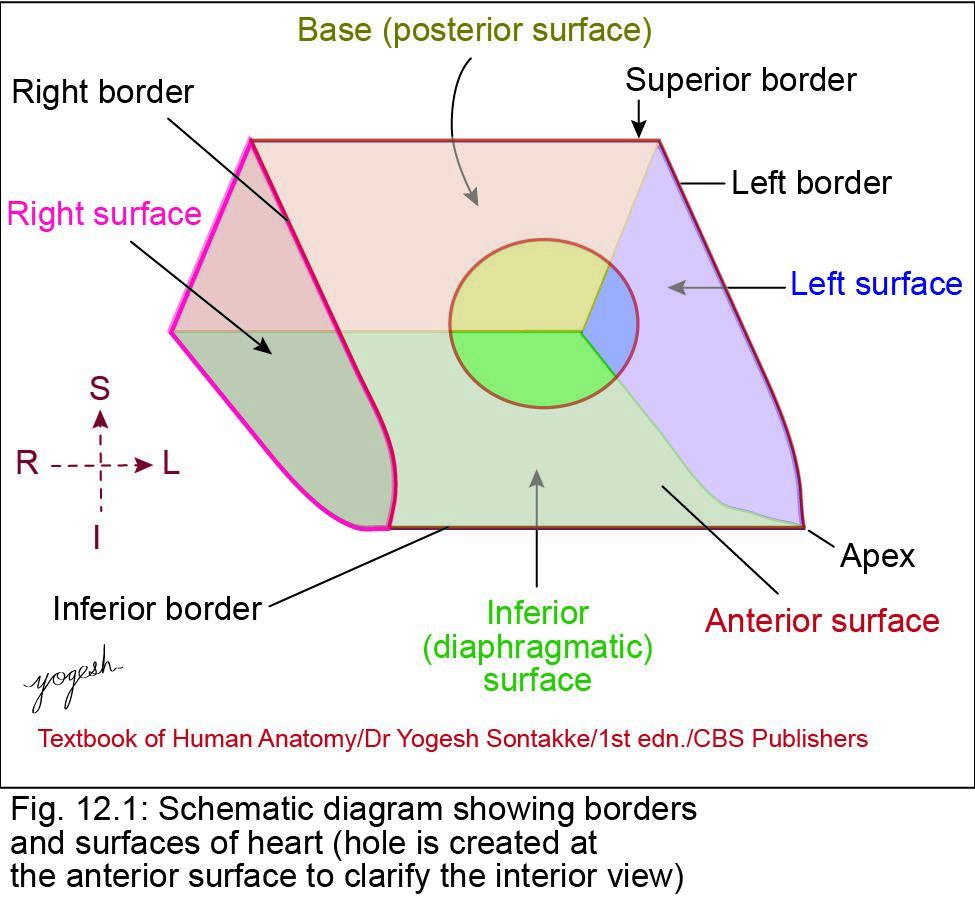 Base (posterior surface)
Superior border
Right border
Left border
Right surface
Left surface
S
R
L
I
Apex
Inferior border
Inferior
(diaphragmatic)
surface
Anterior surface
yogesh
Textbook of Human Anatomy/Dr Yogesh Sontakke/1st edn./CBS Publishers
Fig. 12.1: Schematic diagram showing borders
and surfaces of heart (hole is created at
the anterior surface to clarify the interior view)